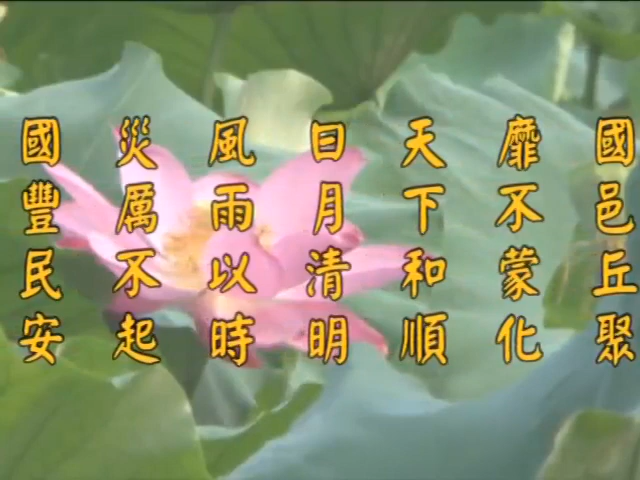 國邑丘聚
靡不蒙化
天下和順
日月清明
風雨以時
災厲不起
國豐民安